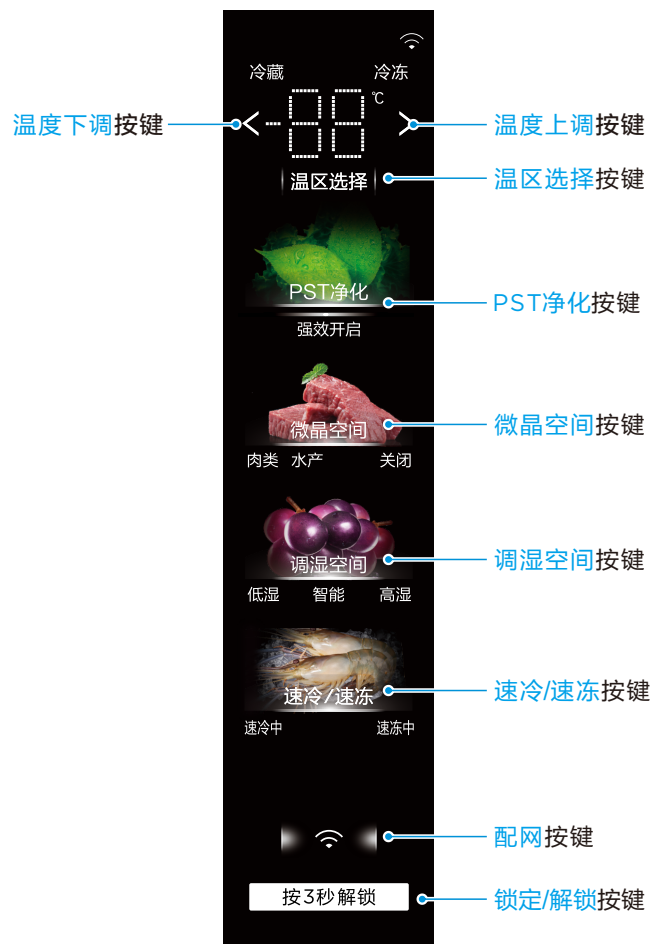 冷藏 冷冻
温度下调按键
-88℃
温度上调按键
温区选择
温区选择按键
PST净化
PST净化按键
强效开启
微晶空间
微晶空间按键
肉类 水产 关闭
调湿空间
调湿空间按键
低湿 智能 高湿
速冷/速冻
速冷/速冻按键
速冷中 速冻中
配网按键
按3秒解锁
锁定/解锁按键